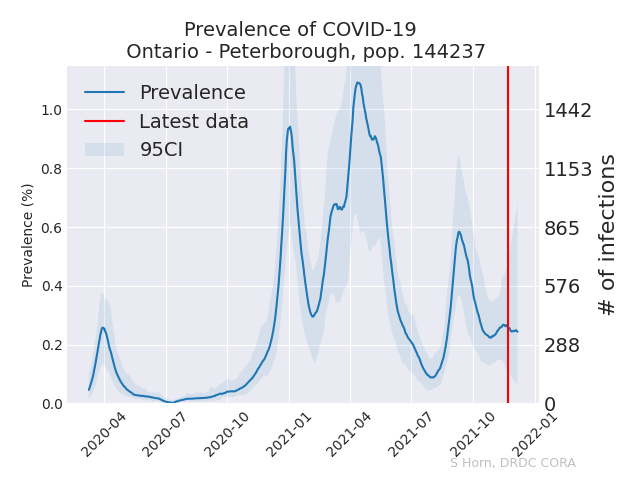 Prevalence of COVID-19
Ontario - Peterborough, pop. 144237
Prevalence
Latest data
95CI
Prevalence (%)
1.0
0.8
0.6
0.4
0.2
0.0
1442
1153
865
576
288
0
# of infections
2020-04
2020-07
2020-10
2021-01
2021-04
2021-07
2021-10
2022-01
S Horn, DRDC CORA